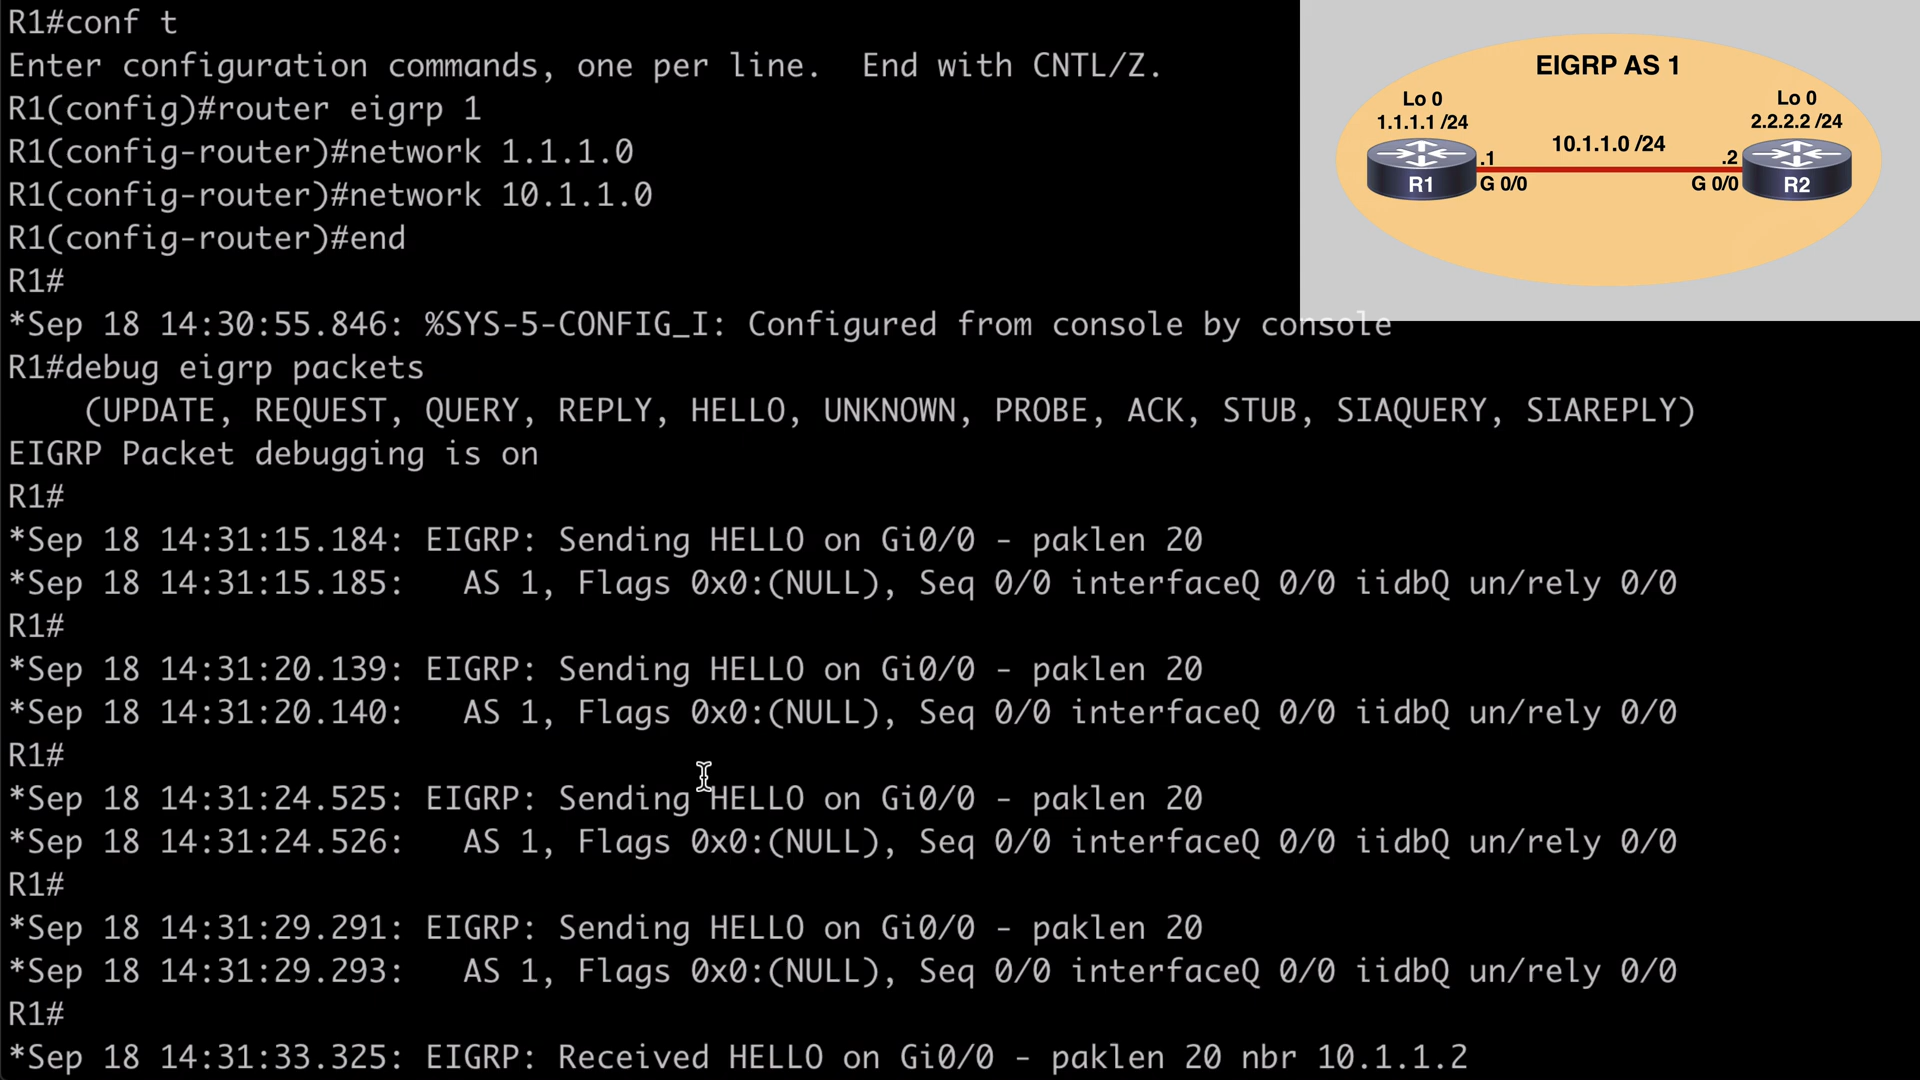 R1#conf t
Enter configuration commands, one per line.  End with CNTL/Z.
R1(config)#router eigrp 1
R1(config-router)#network 1.1.1.0
R1(config-router)#network 10.1.1.0
R1(config-router)#end
R1#
*Sep 18 14:30:55.846: %SYS-5-CONFIG_I: Configured from console by console
R1#debug eigrp packets
    (UPDATE, REQUEST, QUERY, REPLY, HELLO, UNKNOWN, PROBE, ACK, STUB, SIAQUERY, SIAREPLY)
EIGRP Packet debugging is on
R1#
*Sep 18 14:31:15.184: EIGRP: Sending HELLO on Gi0/0 - paklen 20
*Sep 18 14:31:15.185:   AS 1, Flags 0x0:(NULL), Seq 0/0 interfaceQ 0/0 iidbQ un/rely 0/0
R1#
*Sep 18 14:31:20.139: EIGRP: Sending HELLO on Gi0/0 - paklen 20
*Sep 18 14:31:20.140:   AS 1, Flags 0x0:(NULL), Seq 0/0 interfaceQ 0/0 iidbQ un/rely 0/0
R1#
*Sep 18 14:31:24.525: EIGRP: Sending HELLO on Gi0/0 - paklen 20
*Sep 18 14:31:24.526:   AS 1, Flags 0x0:(NULL), Seq 0/0 interfaceQ 0/0 iidbQ un/rely 0/0
R1#
*Sep 18 14:31:29.291: EIGRP: Sending HELLO on Gi0/0 - paklen 20
*Sep 18 14:31:29.293:   AS 1, Flags 0x0:(NULL), Seq 0/0 interfaceQ 0/0 iidbQ un/rely 0/0
R1#
*Sep 18 14:31:33.325: EIGRP: Received HELLO on Gi0/0 - paklen 20 nbr 10.1.1.2
EIGRP AS 1
Lo 0
1.1.1.1 /24
Lo 0
2.2.2.2 /24
10.1.1.0 /24
.1
.2
R1
G 0/0
G 0/0
R2